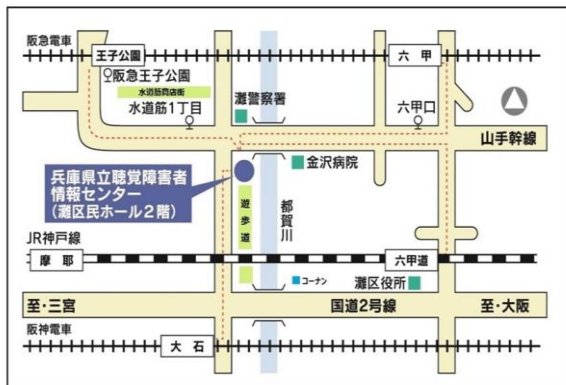 阪急電車
王子公園
六甲
阪急王子公園
水道筋商店街
水道筋1丁目
灘警察署
六甲口
山手幹線
金沢病院
兵庫県立聴覚障害者
情報センター
(灘区民ホール2階)
遊歩道
都賀川
JR神戸線
摩耶
六甲道
コーナン
灘区役所
至・三宮
国道2号線
至・大阪
阪神電車
大石